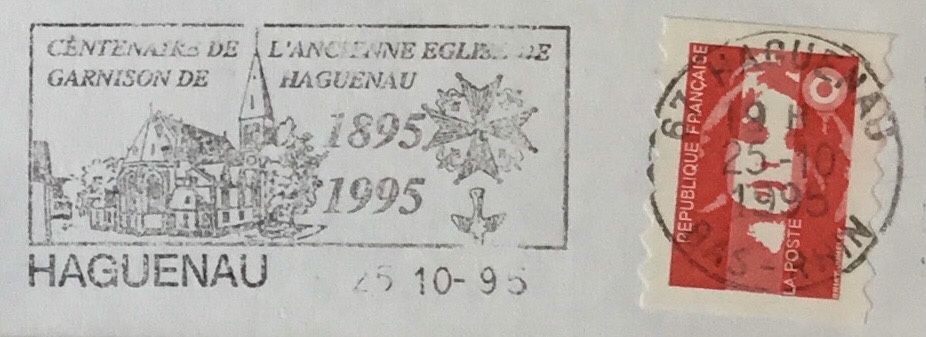 CENTENAIRE DE L'ANCIENNE EGLISE DE
GARNISON DE HAGUENAU
1895
1995
HAGUENAU 25 10-95
67 HAGUENAU
19 H
25-10
1995
BAS-RHIN
REPUBLIQUE FRANÇAISE
LA POSTE